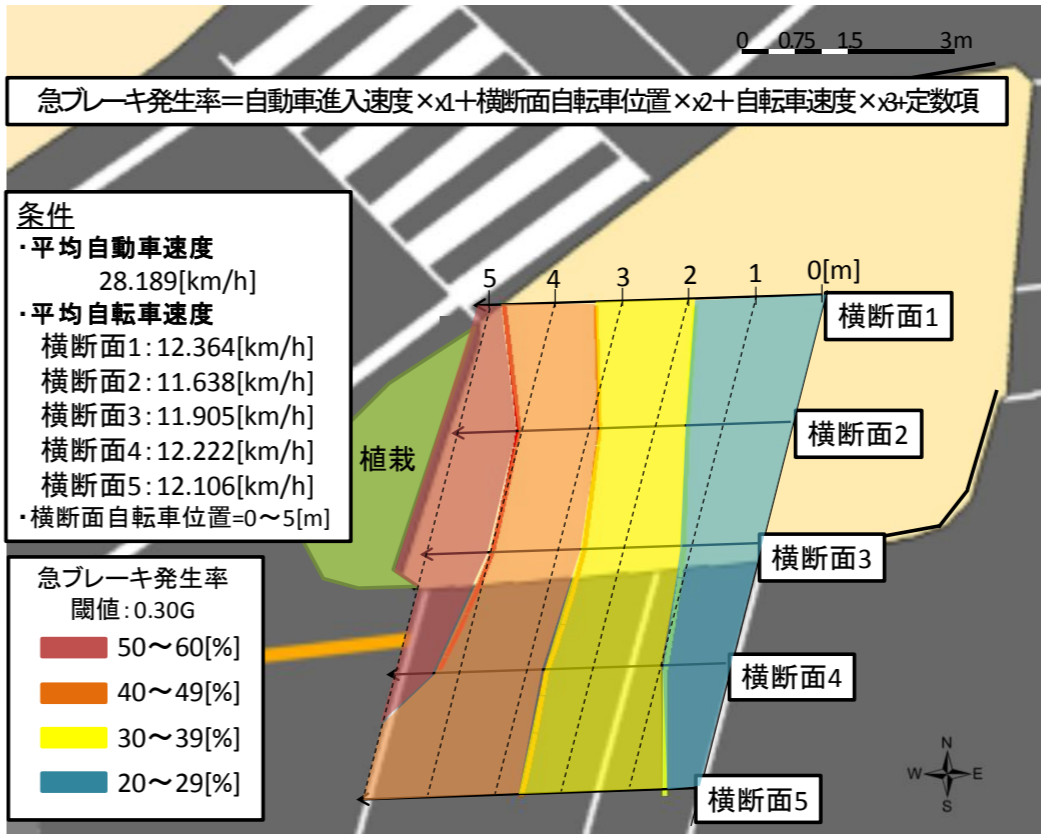 0 0.75 1.5 3m
急ブレーキ発生率＝自動車進入速度×x1＋横断面自転車位置×x2＋自転車速度×x3+定数項
条件
・平均自動車速度
28.189[km/h]
・平均自転車速度
横断面1：12.364[km/h]
横断面2：11.638[km/h]
横断面3：11.905[km/h]
横断面4：12.222[km/h]
横断面5：12.106[km/h]
・横断面自転車位置=0～5[m]
5 4 3 2 1 0[m]
横断面1
横断面2
植栽
横断面3
横断面4
横断面5
急ブレーキ発生率
閾値：0.30G
50～60[%]
40～49[%]
30～39[%]
20～29[%]
N
W E
S